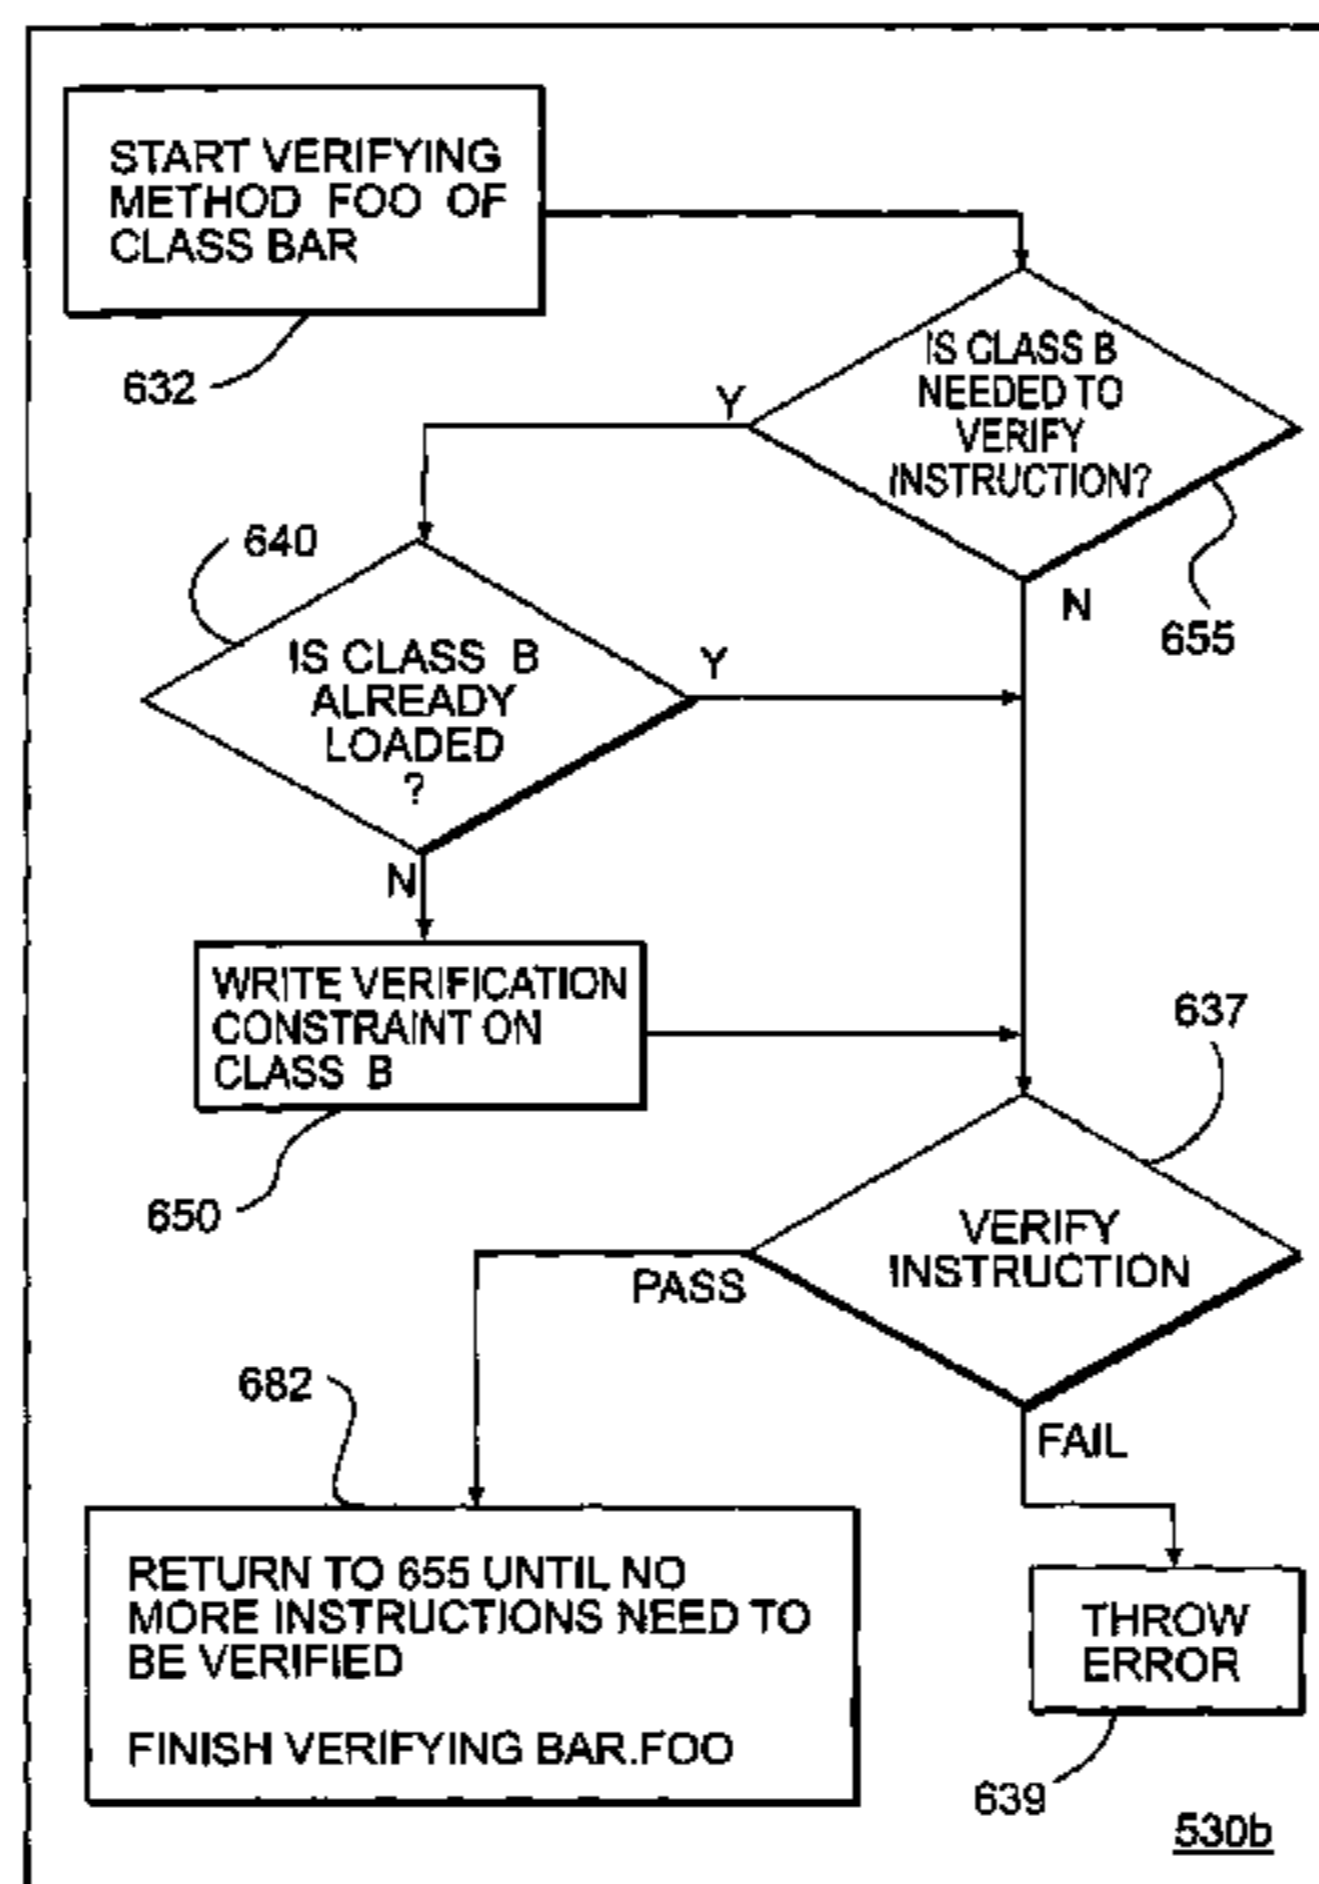 START VERIFYING
METHOD FOO OF
CLASS BAR
632
IS CLASS B
NEEDED TO
VERIFY
INSTRUCTION?
Y
N
655
640
IS CLASS B
ALREADY
LOADED
?
Y
N
WRITE VERIFICATION
CONSTRAINT ON
CLASS B
650
637
VERIFY
INSTRUCTION
PASS
FAIL
682
RETURN TO 655 UNTIL NO
MORE INSTRUCTIONS NEED TO
BE VERIFIED
FINISH VERIFYING BAR.FOO
THROW
ERROR
639
530b